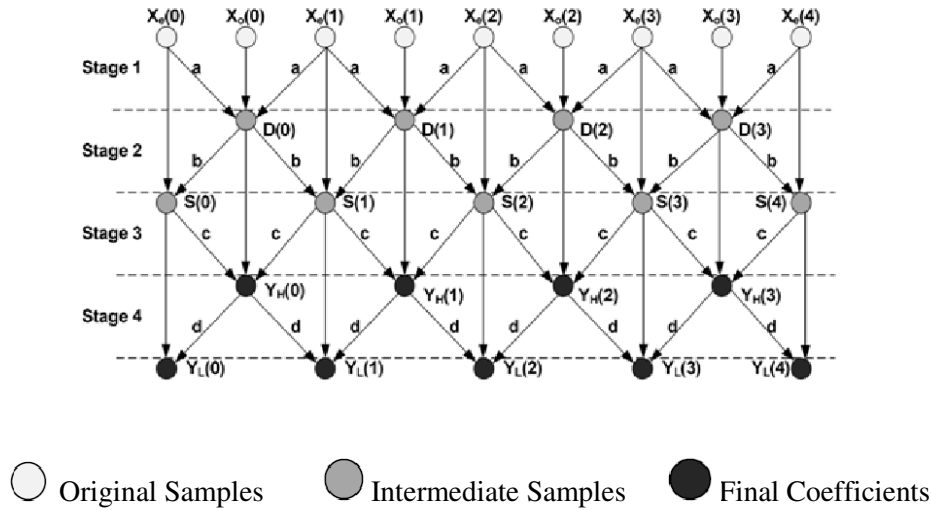 Xe(0) Xo(0) Xe(1) Xo(1) Xe(2) Xo(2) Xe(3) Xo(3) Xe(4)
Stage 1
a a a a a a a a
D(0) D(1) D(2) D(3)
Stage 2
b b b b b b b b
S(0) S(1) S(2) S(3) S(4)
Stage 3
c c c c c c c c
YH(0) YH(1) YH(2) YH(3)
Stage 4
d d d d d d d d
YL(0) YL(1) YL(2) YL(3) YL(4)
Original Samples Intermediate Samples Final Coefficients